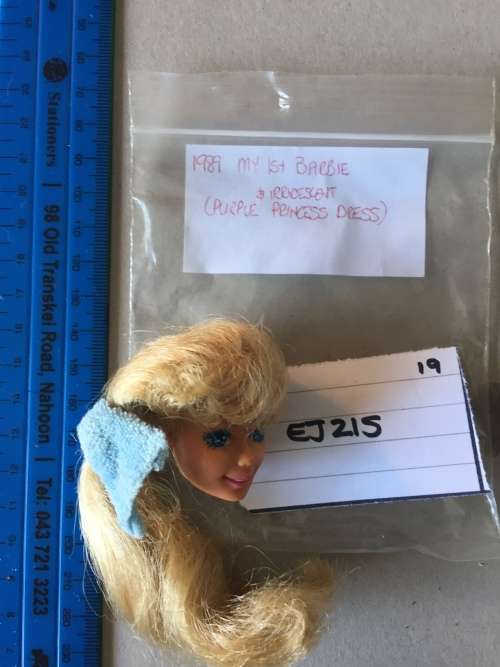 1989 MY 1st BARBIE
(PURPLE PRINCESS DRESS)
19
EJ215
Stationers | 98 Old Transkei Road, Nahoon | Tel: 043 721 3223